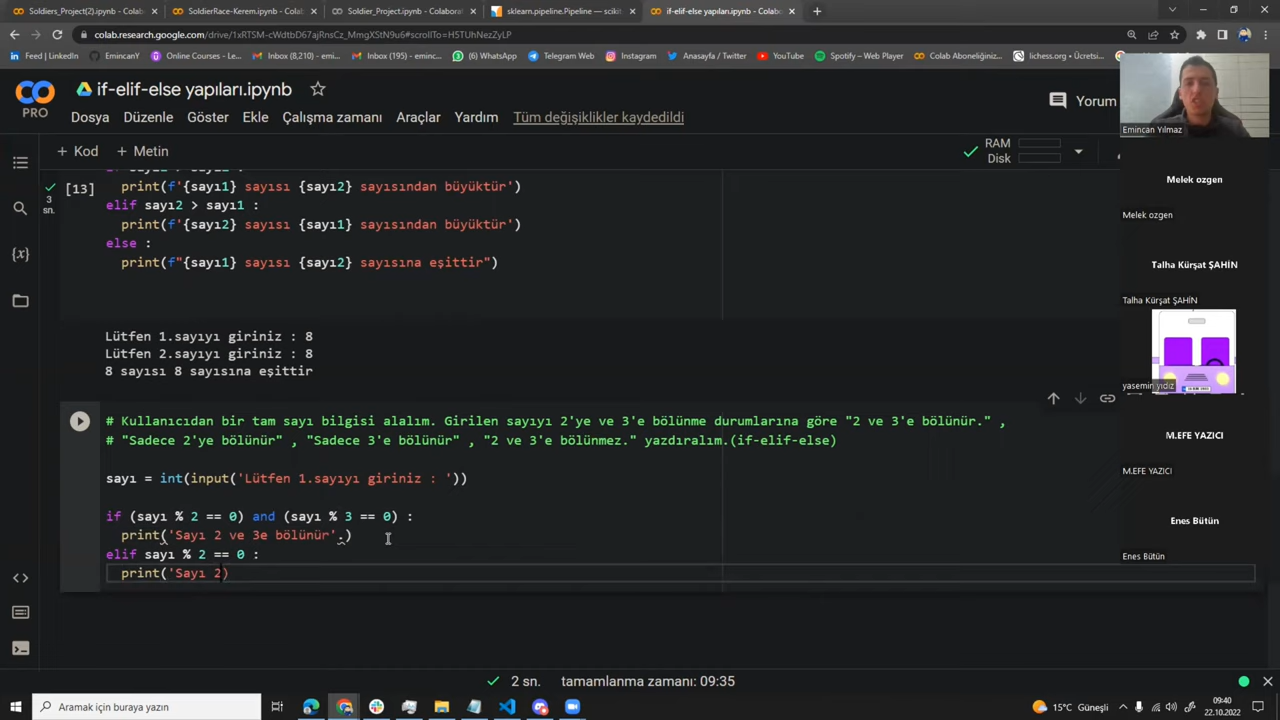 Soldiers_Project(2).ipynb - Colab
SoldierRace-Kerem.ipynb - Colab
Soldier_Project.ipynb - Colaborat
sklearn.pipeline.Pipeline — scikit
if-elif-else yapıları.ipynb - Colabo
colab.research.google.com/drive/1xRTSM-cWdtbD67ajRnsCz_MmgXStN9u6#scrollTo=H5TUhNezZyLP
Feed | LinkedIn
EmincanY
Online Courses - Le...
Inbox (8,210) - emi...
Inbox (195) - eminc...
(6) WhatsApp
Telegram Web
Instagram
Anasayfa / Twitter
YouTube
Spotify – Web Player
Colab Aboneliğiniz...
lichess.org • Ücretsi...
PRO
if-elif-else yapıları.ipynb
Yorum
Dosya Düzenle Göster Ekle Çalışma zamanı Araçlar Yardım Tüm değişiklikler kaydedildi
+ Kod + Metin
RAM
Disk
[13]
3
sn.
print(f'{sayı1} sayısı {sayı2} sayısından büyüktür')
elif sayı2 > sayı1 :
print(f'{sayı2} sayısı {sayı1} sayısından büyüktür')
else :
print(f"{sayı1} sayısı {sayı2} sayısına eşittir")
Lütfen 1.sayıyı giriniz : 8
Lütfen 2.sayıyı giriniz : 8
8 sayısı 8 sayısına eşittir
# Kullanıcıdan bir tam sayı bilgisi alalım. Girilen sayıyı 2'ye ve 3'e bölünme durumlarına göre "2 ve 3'e bölünür." ,
# "Sadece 2'ye bölünür" , "Sadece 3'e bölünür" , "2 ve 3'e bölünmez." yazdıralım.(if-elif-else)
sayı = int(input('Lütfen 1.sayıyı giriniz : '))
if (sayı % 2 == 0) and (sayı % 3 == 0) :
print('Sayı 2 ve 3e bölünür'.)
elif sayı % 2 == 0 :
print('Sayı 2)
2 sn. tamamlanma zamanı: 09:35
Emincan Yılmaz
Melek ozgen
Melek ozgen
Talha Kürşat ŞAHİN
Talha Kürşat ŞAHİN
yasemin yıdız
M.EFE YAZICI
M.EFE YAZICI
Enes Bütün
Enes Bütün
Aramak için buraya yazın
15°C Güneşli
09:40
22.10.2022